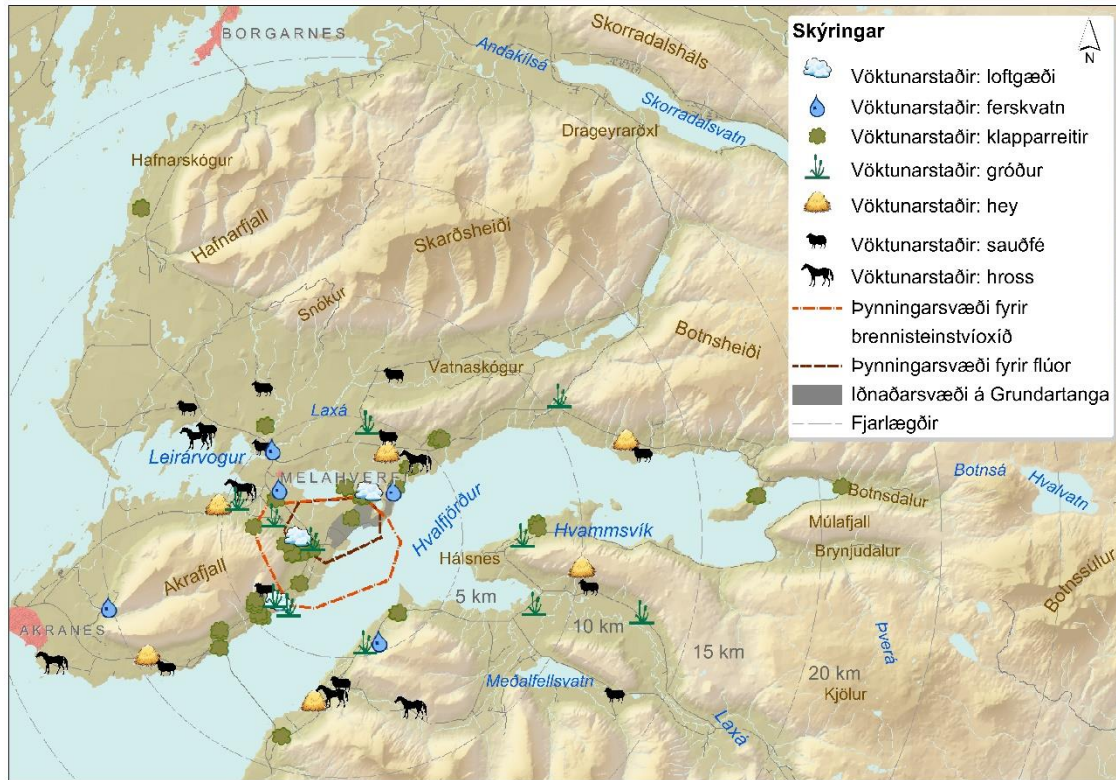 BORGARNES
Andakílsá
Skorradalsháls
Skorradalsvatn
Drageyraröxl
Hafnarskógur
Hafnarfjall
Skarðsheiði
Snókur
Botnsheiði
Vatnaskógur
Laxá
Leirárvogur
MELAHVERFI
Hvalfjörður
Hvammsvík
Hálsnes
Botnsá
Hvalvatn
Botnsdalur
Múlafjall
Brynjudalur
Botnssúlur
Akrafjall
AKRANES
5 km
10 km
15 km
20 km
Þverá
Kjölur
Meðalfellsvatn
Laxá
Skýringar
N
Vöktunarstaðir: loftgæði
Vöktunarstaðir: ferskvatn
Vöktunarstaðir: klapparreitir
Vöktunarstaðir: gróður
Vöktunarstaðir: hey
Vöktunarstaðir: sauðfé
Vöktunarstaðir: hross
Þynningarsvæði fyrir
brennisteinstvíoxíð
Þynningarsvæði fyrir flúor
Iðnaðarsvæði á Grundartanga
Fjarlægðir